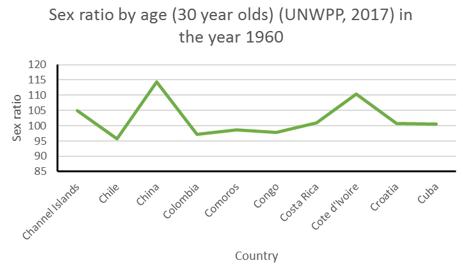 Sex ratio by age (30 year olds) (UNWPP, 2017) in
the year 1960
120
115
110
105
100
95
90
85
Sex ratio
Channel Islands
Chile
China
Colombia
Comoros
Congo
Costa Rica
Cote d'Ivoire
Croatia
Cuba
Country